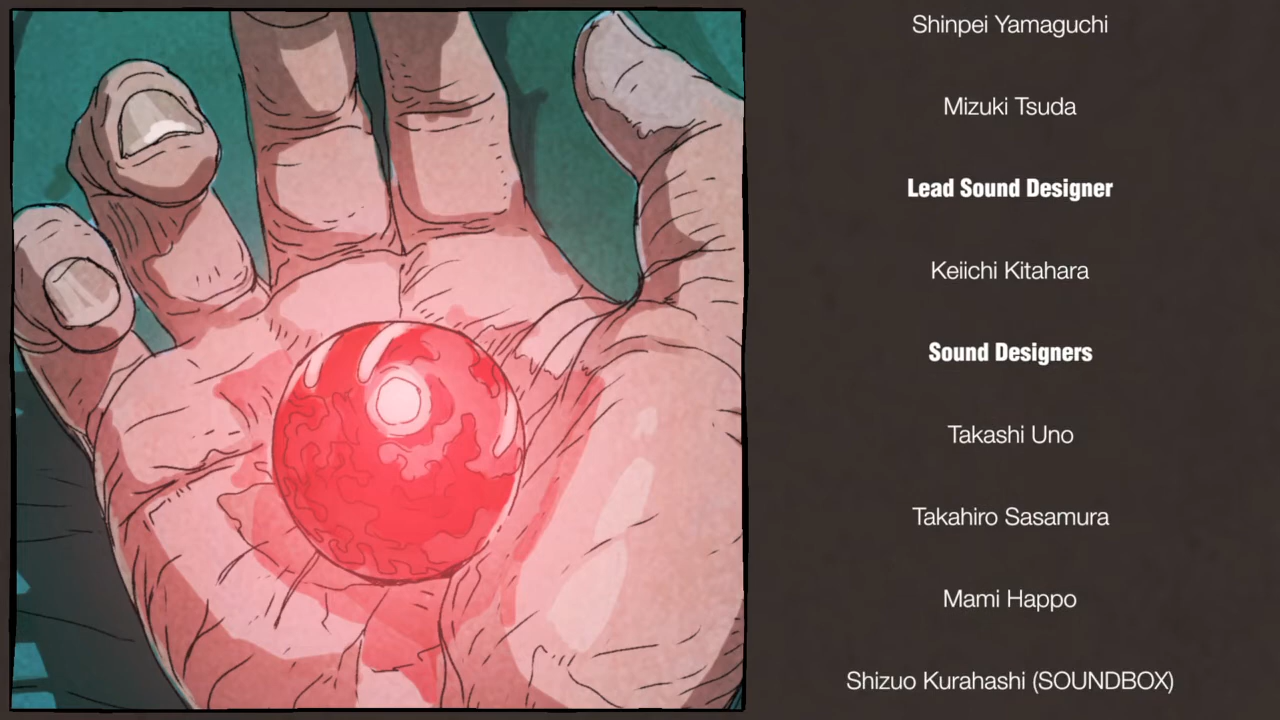 Shinpei Yamaguchi
Mizuki Tsuda
Lead Sound Designer
Keiichi Kitahara
Sound Designers
Takashi Uno
Takahiro Sasamura
Mami Happo
Shizuo Kurahashi (SOUNDBOX)